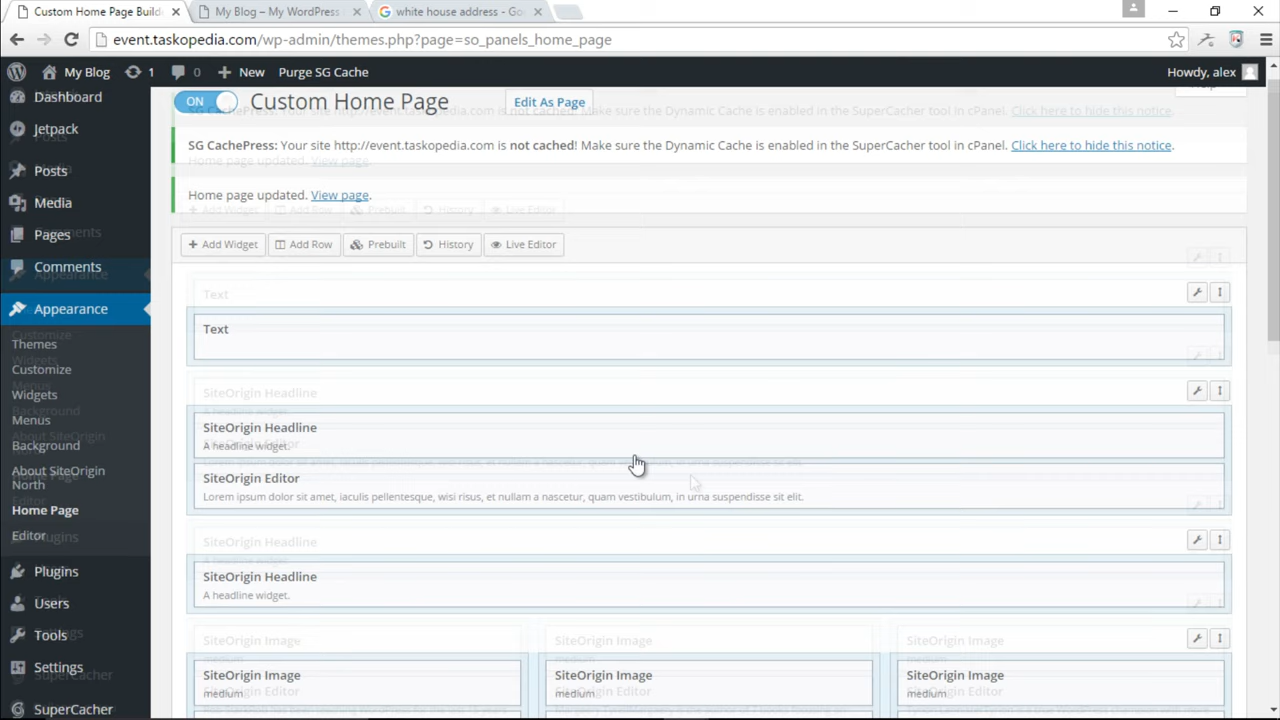 Custom Home Page Builde
My Blog – My WordPress
white house address - Goo
event.taskopedia.com/wp-admin/themes.php?page=so_panels_home_page
My Blog
1
0
New
Purge SG Cache
Howdy, alex
Dashboard
Jetpack
Posts
Media
Pages
Comments
Appearance
Themes
Customize
Widgets
Menus
Background
About SiteOrigin
North
Home Page
Editor
Plugins
Users
Tools
Settings
SuperCacher
ON
Custom Home Page
Edit As Page
Help
SG CachePress: Your site http://event.taskopedia.com is not cached! Make sure the Dynamic Cache is enabled in the SuperCacher tool in cPanel. Click here to hide this notice.
Home page updated. View page.
Add Widget
Add Row
Prebuilt
History
Live Editor
Text
SiteOrigin Headline
A headline widget.
SiteOrigin Editor
Lorem ipsum dolor sit amet, iaculis pellentesque, wisi risus, et nullam a nascetur, quam vestibulum, in urna suspendisse sit elit.
SiteOrigin Headline
A headline widget.
SiteOrigin Image
medium
SiteOrigin Image
medium
SiteOrigin Image
medium